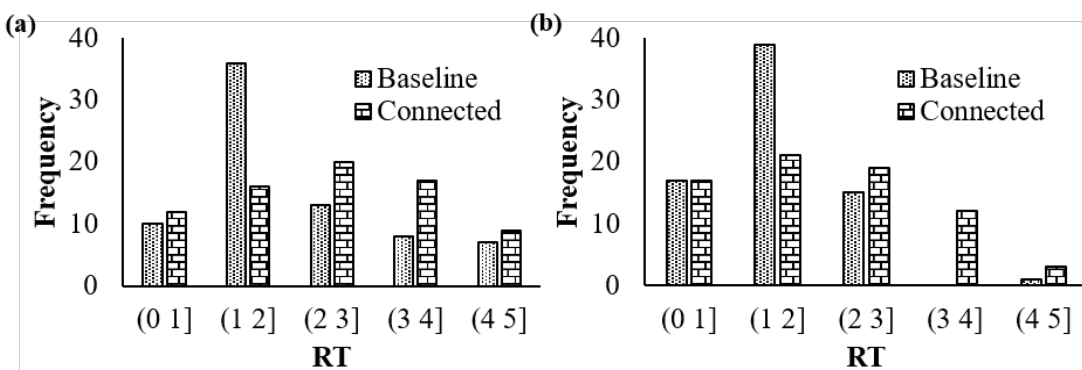 (a)
40
30
20
10
0
Frequency
Baseline
Connected
(0 1] (1 2] (2 3] (3 4] (4 5]
RT
(b)
40
30
20
10
0
Frequency
Baseline
Connected
(0 1] (1 2] (2 3] (3 4] (4 5]
RT